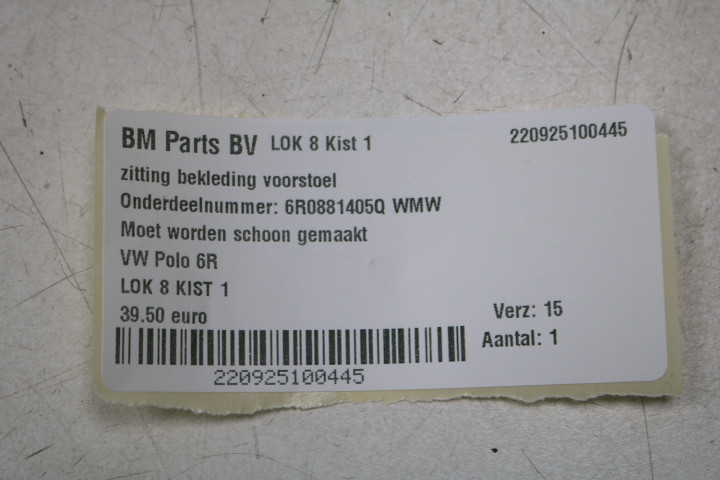 BM Parts BV LOK 8 Kist 1 220925100445
zitting bekleding voorstoel
Onderdeelnummer: 6R0881405Q WMW
Moet worden schoon gemaakt
VW Polo 6R
LOK 8 KIST 1
39.50 euro Verz: 15
Aantal: 1
220925100445